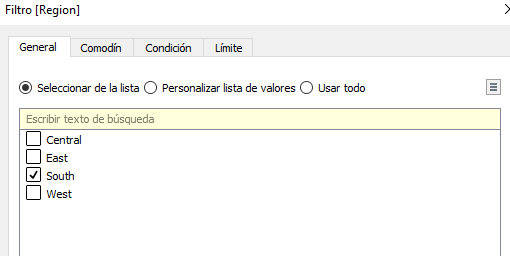 Filtro [Region]
General Comodín Condición Límite
Seleccionar de la lista Personalizar lista de valores Usar todo
Escribir texto de búsqueda
Central
East
South
West